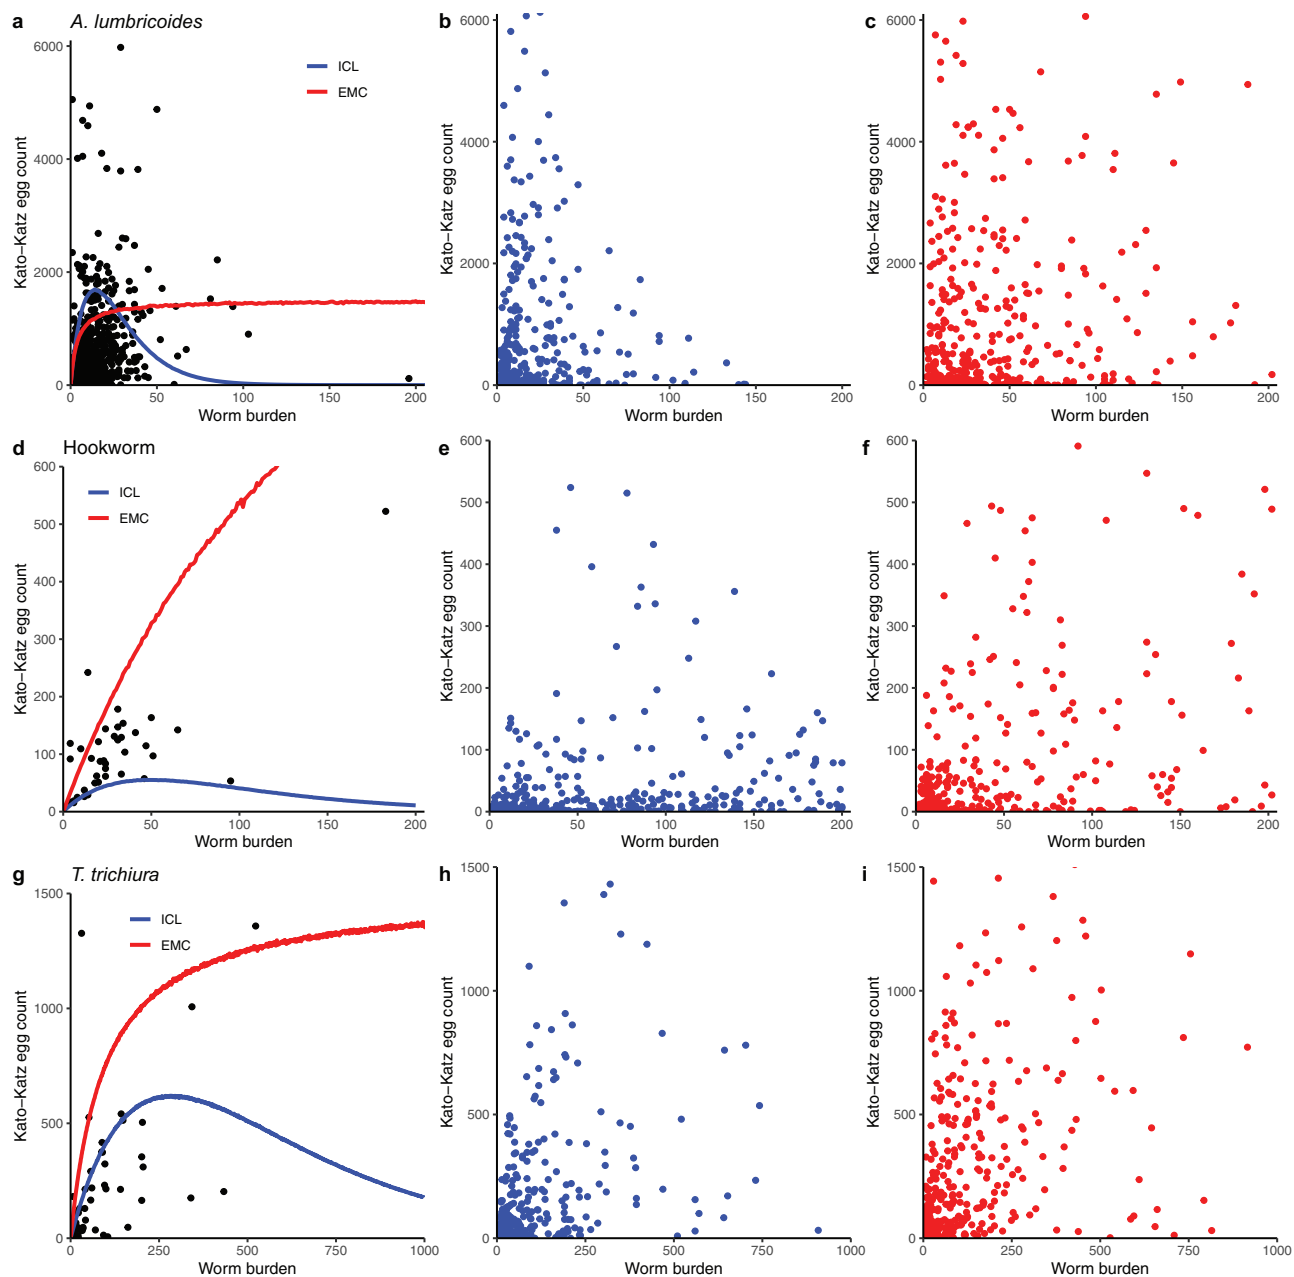 a A. lumbricoides
6000
4000
2000
0
0 50 100 150 200
Kato−Katz egg count
Worm burden
ICL
EMC
b
6000
4000
2000
0
0 50 100 150 200
Kato−Katz egg count
Worm burden
c
6000
4000
2000
0
0 50 100 150 200
Kato−Katz egg count
Worm burden
d Hookworm
600
500
400
300
200
100
0
0 50 100 150 200
Kato−Katz egg count
Worm burden
ICL
EMC
e
600
500
400
300
200
100
0
0 50 100 150 200
Kato−Katz egg count
Worm burden
f
600
500
400
300
200
100
0
0 50 100 150 200
Kato−Katz egg count
Worm burden
g T. trichiura
1500
1000
500
0
0 250 500 750 1000
Kato−Katz egg count
Worm burden
ICL
EMC
h
1500
1000
500
0
0 250 500 750 1000
Kato−Katz egg count
Worm burden
i
1500
1000
500
0
0 250 500 750 1000
Kato−Katz egg count
Worm burden